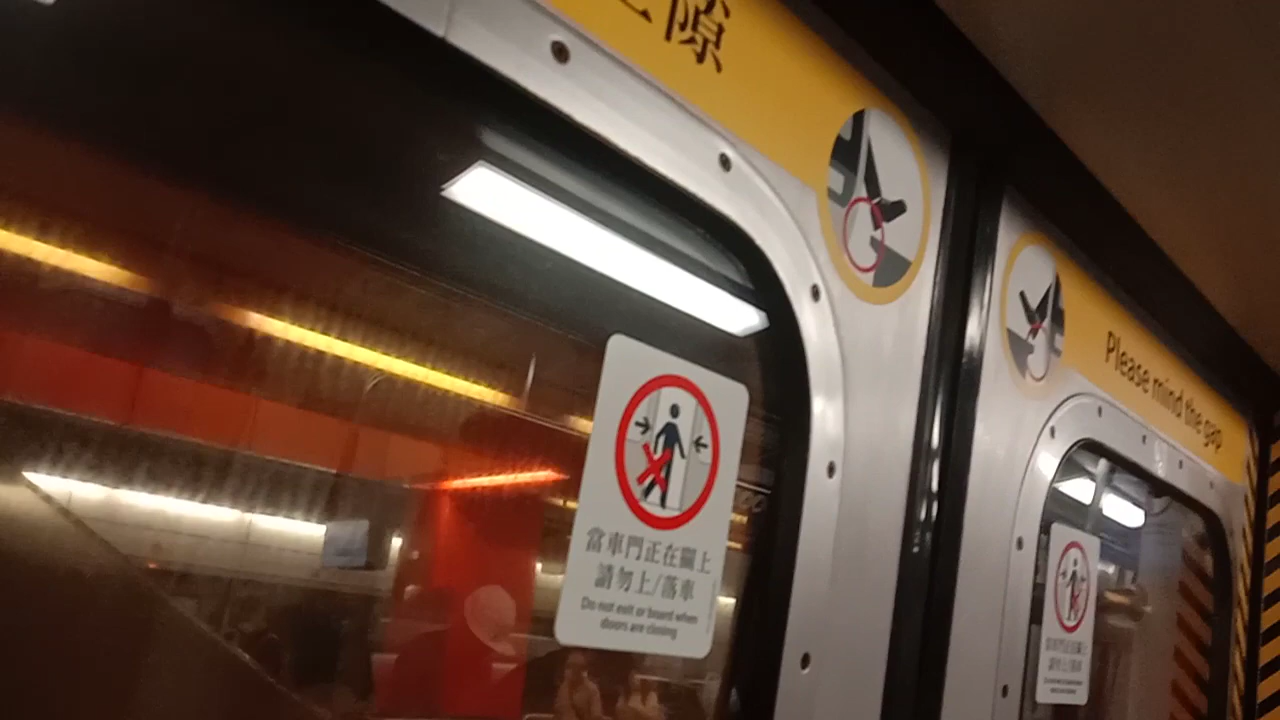 隙
Please mind the gap
當車門正在關上
請勿上/落車
Do not exit or board when
doors are closing